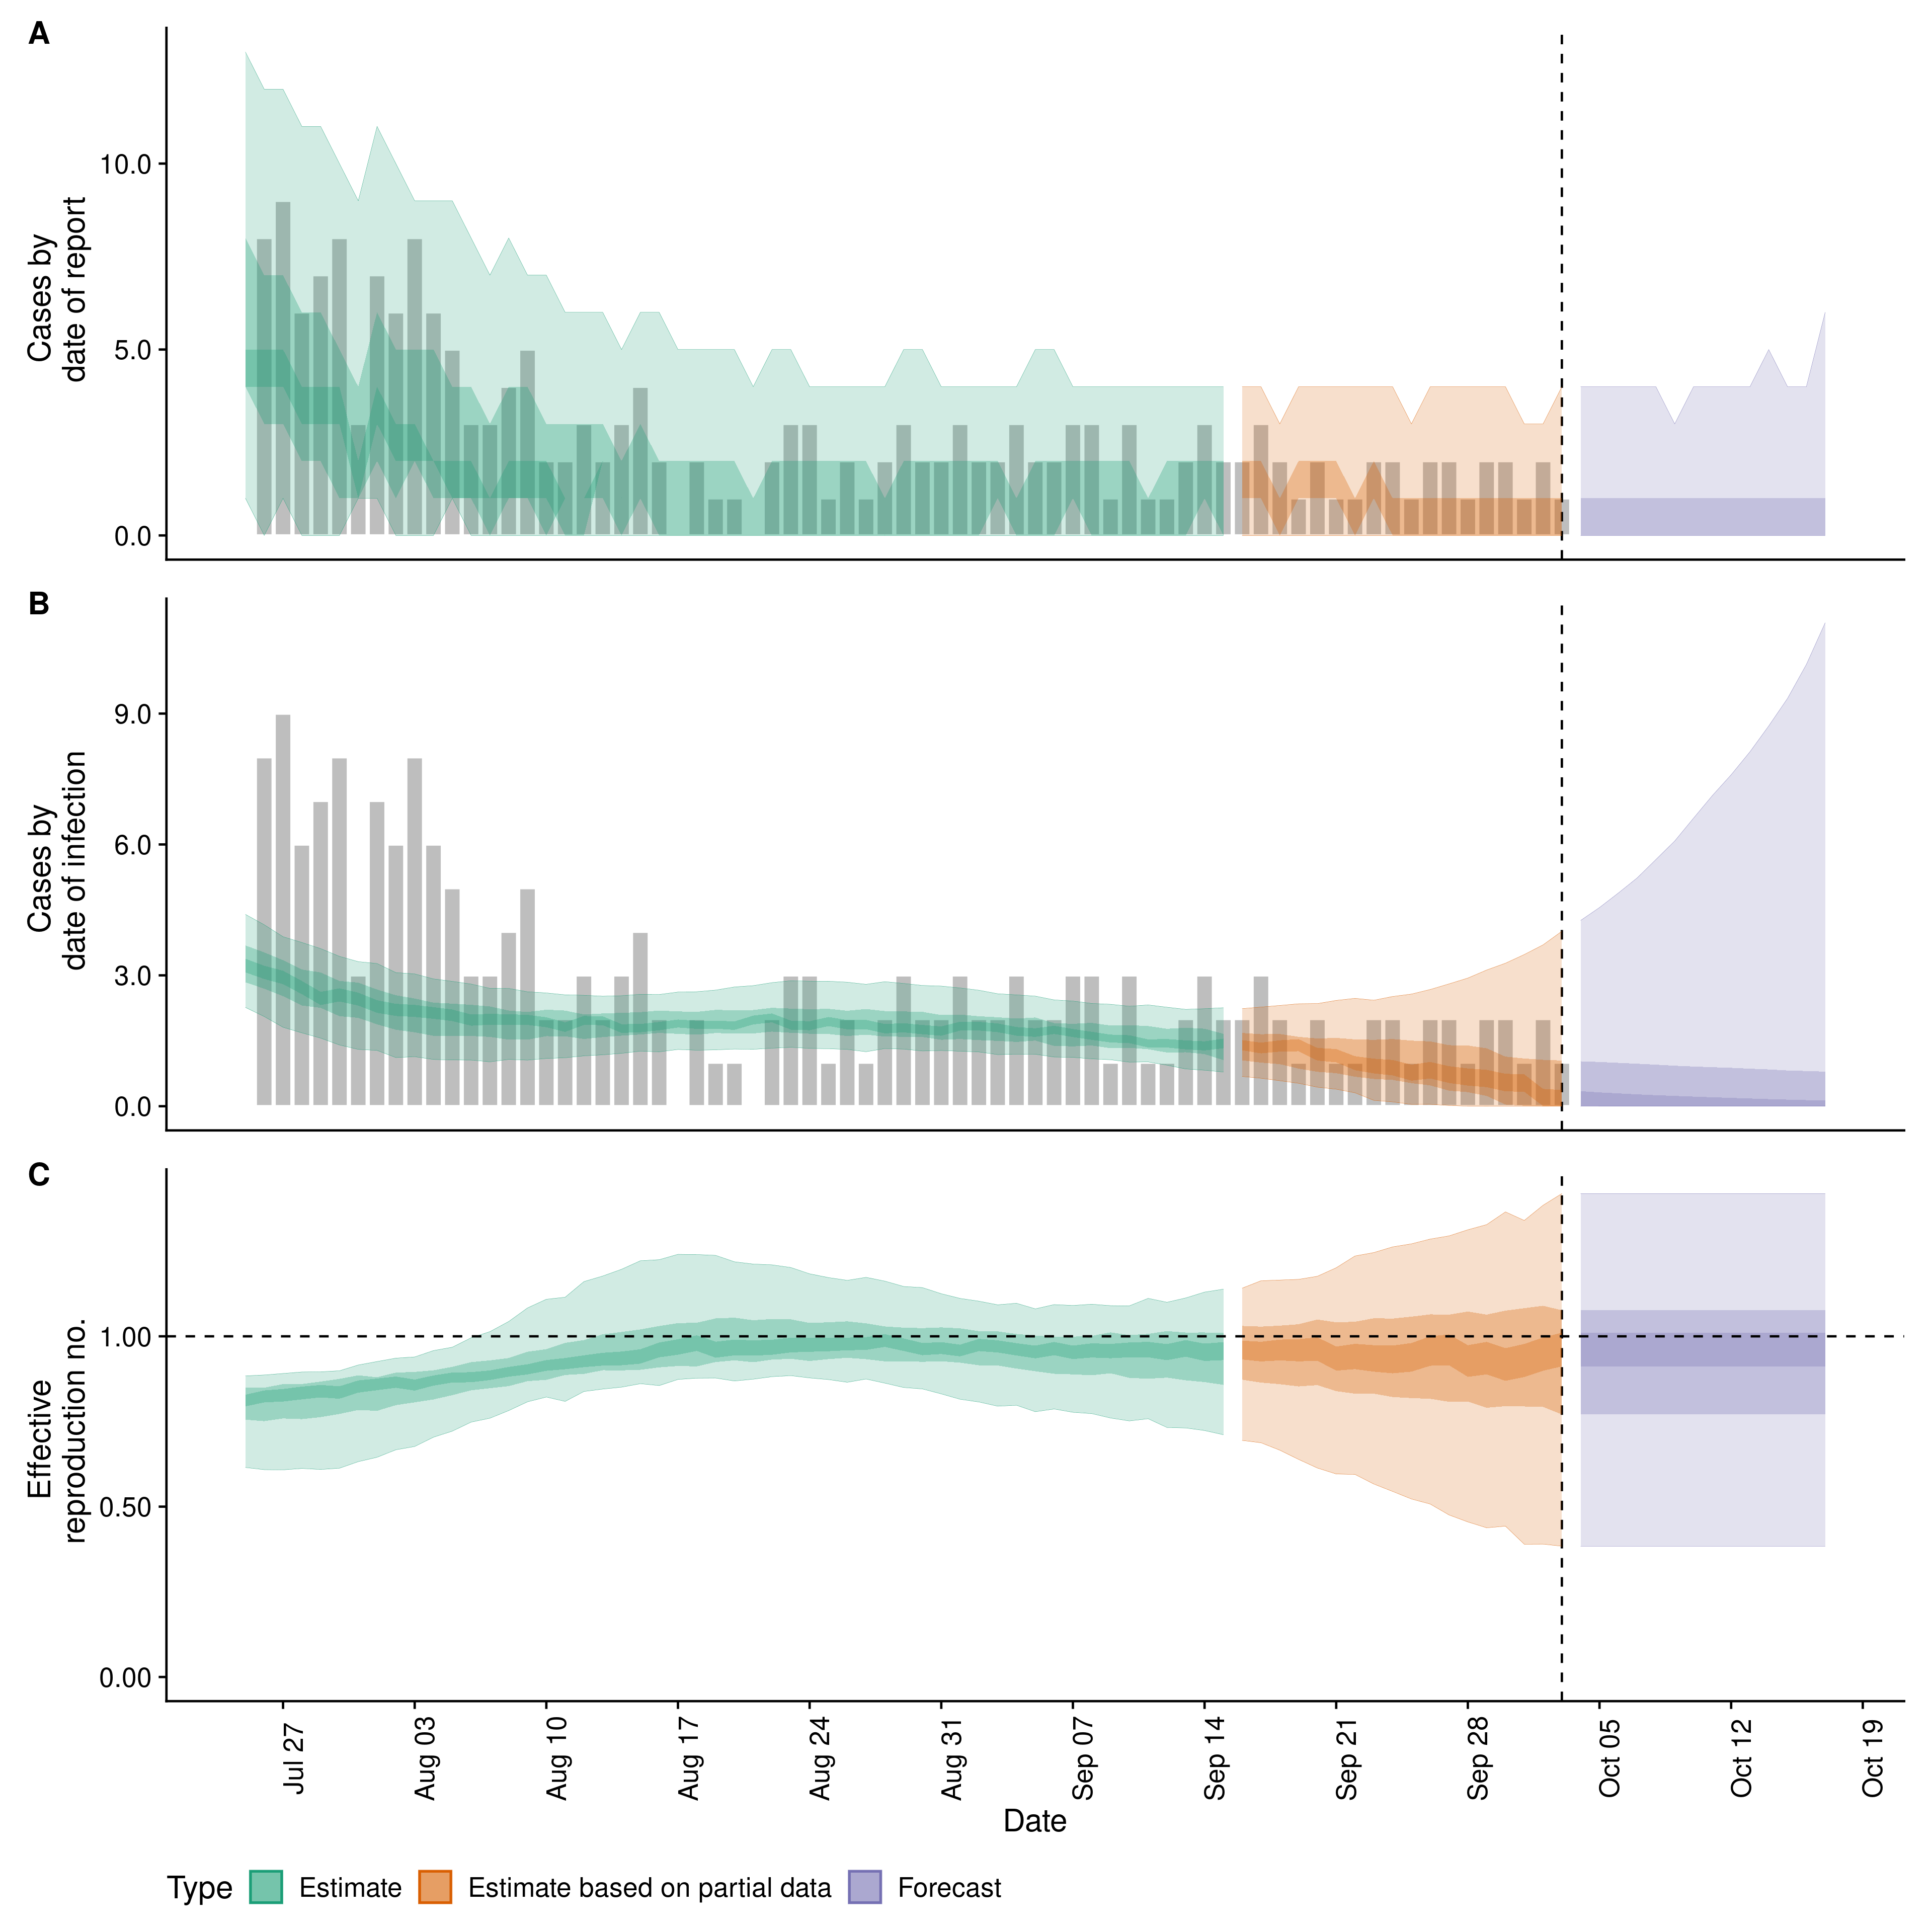 A
Cases by
date of report
10.0
5.0
0.0
B
Cases by
date of infection
9.0
6.0
3.0
0.0
C
Effective
reproduction no.
1.00
0.50
0.00
Jul 27
Aug 03
Aug 10
Aug 17
Aug 24
Aug 31
Sep 07
Sep 14
Sep 21
Sep 28
Oct 05
Oct 12
Oct 19
Date
Type Estimate Estimate based on partial data Forecast